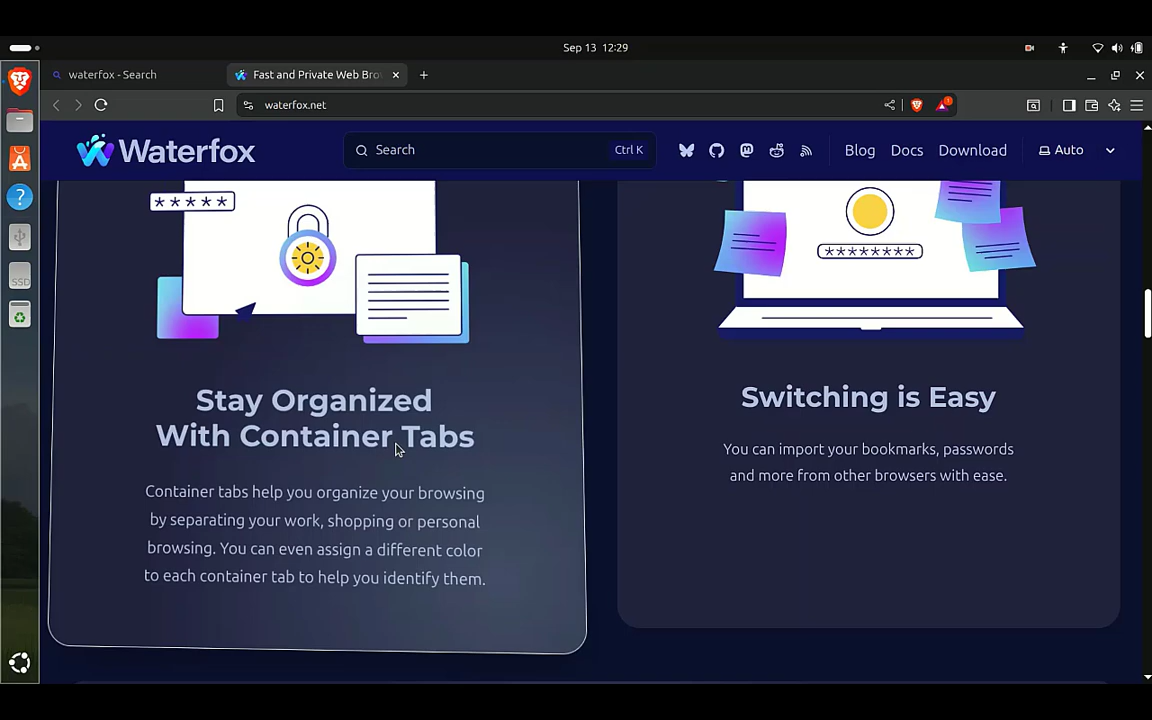 Sep 13 12:29
waterfox - Search
Fast and Private Web Bro
waterfox.net
Waterfox
Search
Ctrl K
Blog
Docs
Download
Auto
*****
********
SSD
Stay Organized
With Container Tabs
Container tabs help you organize your browsing
by separating your work, shopping or personal
browsing. You can even assign a different color
to each container tab to help you identify them.
Switching is Easy
You can import your bookmarks, passwords
and more from other browsers with ease.